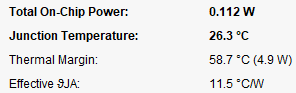 Total On-Chip Power: 0.112 W
Junction Temperature: 26.3 °C
Thermal Margin: 58.7 °C (4.9 W)
Effective ϑJA: 11.5 °C/W